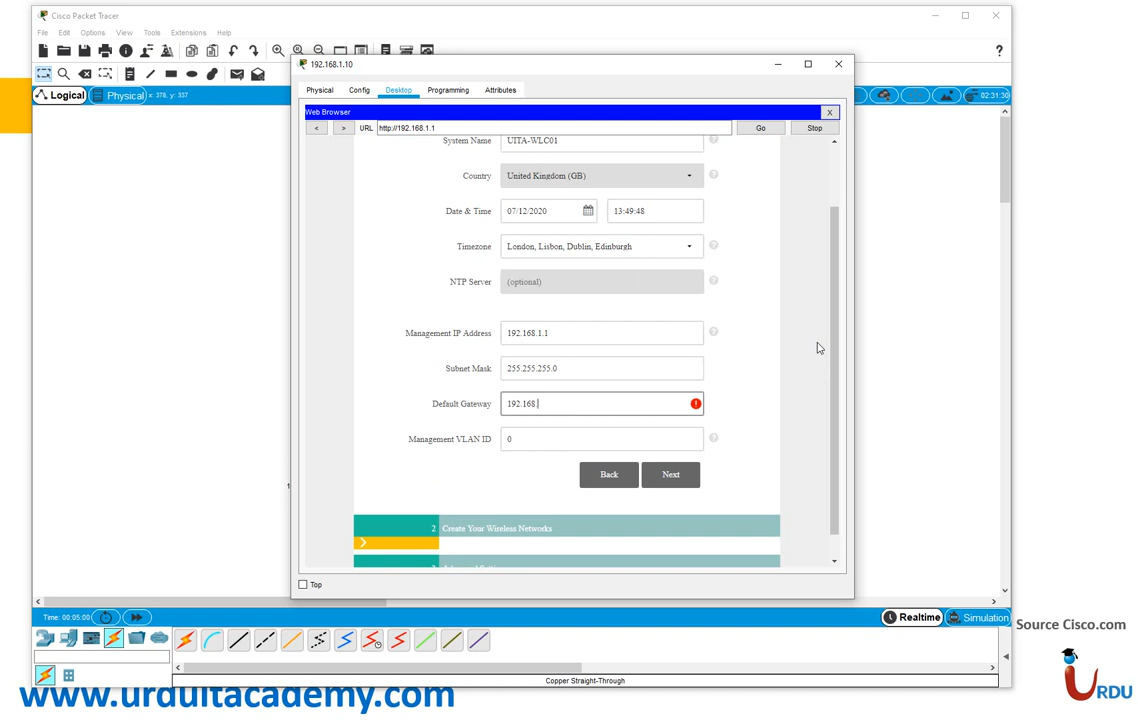 Cisco Packet Tracer
File Edit Options View Tools Extensions Help
?
192.168.1.10
Logical Physical x: 378, y: 337
02:31:30
Physical Config Desktop Programming Attributes
Web Browser X
< > URL http://192.168.1.1 Go Stop
System Name UITA-WLC01 ?
Country United Kingdom (GB) ?
Date & Time 07/12/2020 13:49:48
Timezone London, Lisbon, Dublin, Edinburgh ?
NTP Server (optional) ?
Management IP Address 192.168.1.1 ?
Subnet Mask 255.255.255.0
Default Gateway 192.168. !
Management VLAN ID 0 ?
Back Next
2 Create Your Wireless Networks
Top
Time: 00:05:00
Realtime Simulation
Source Cisco.com
Copper Straight-Through
www.urduitacademy.com
URDU